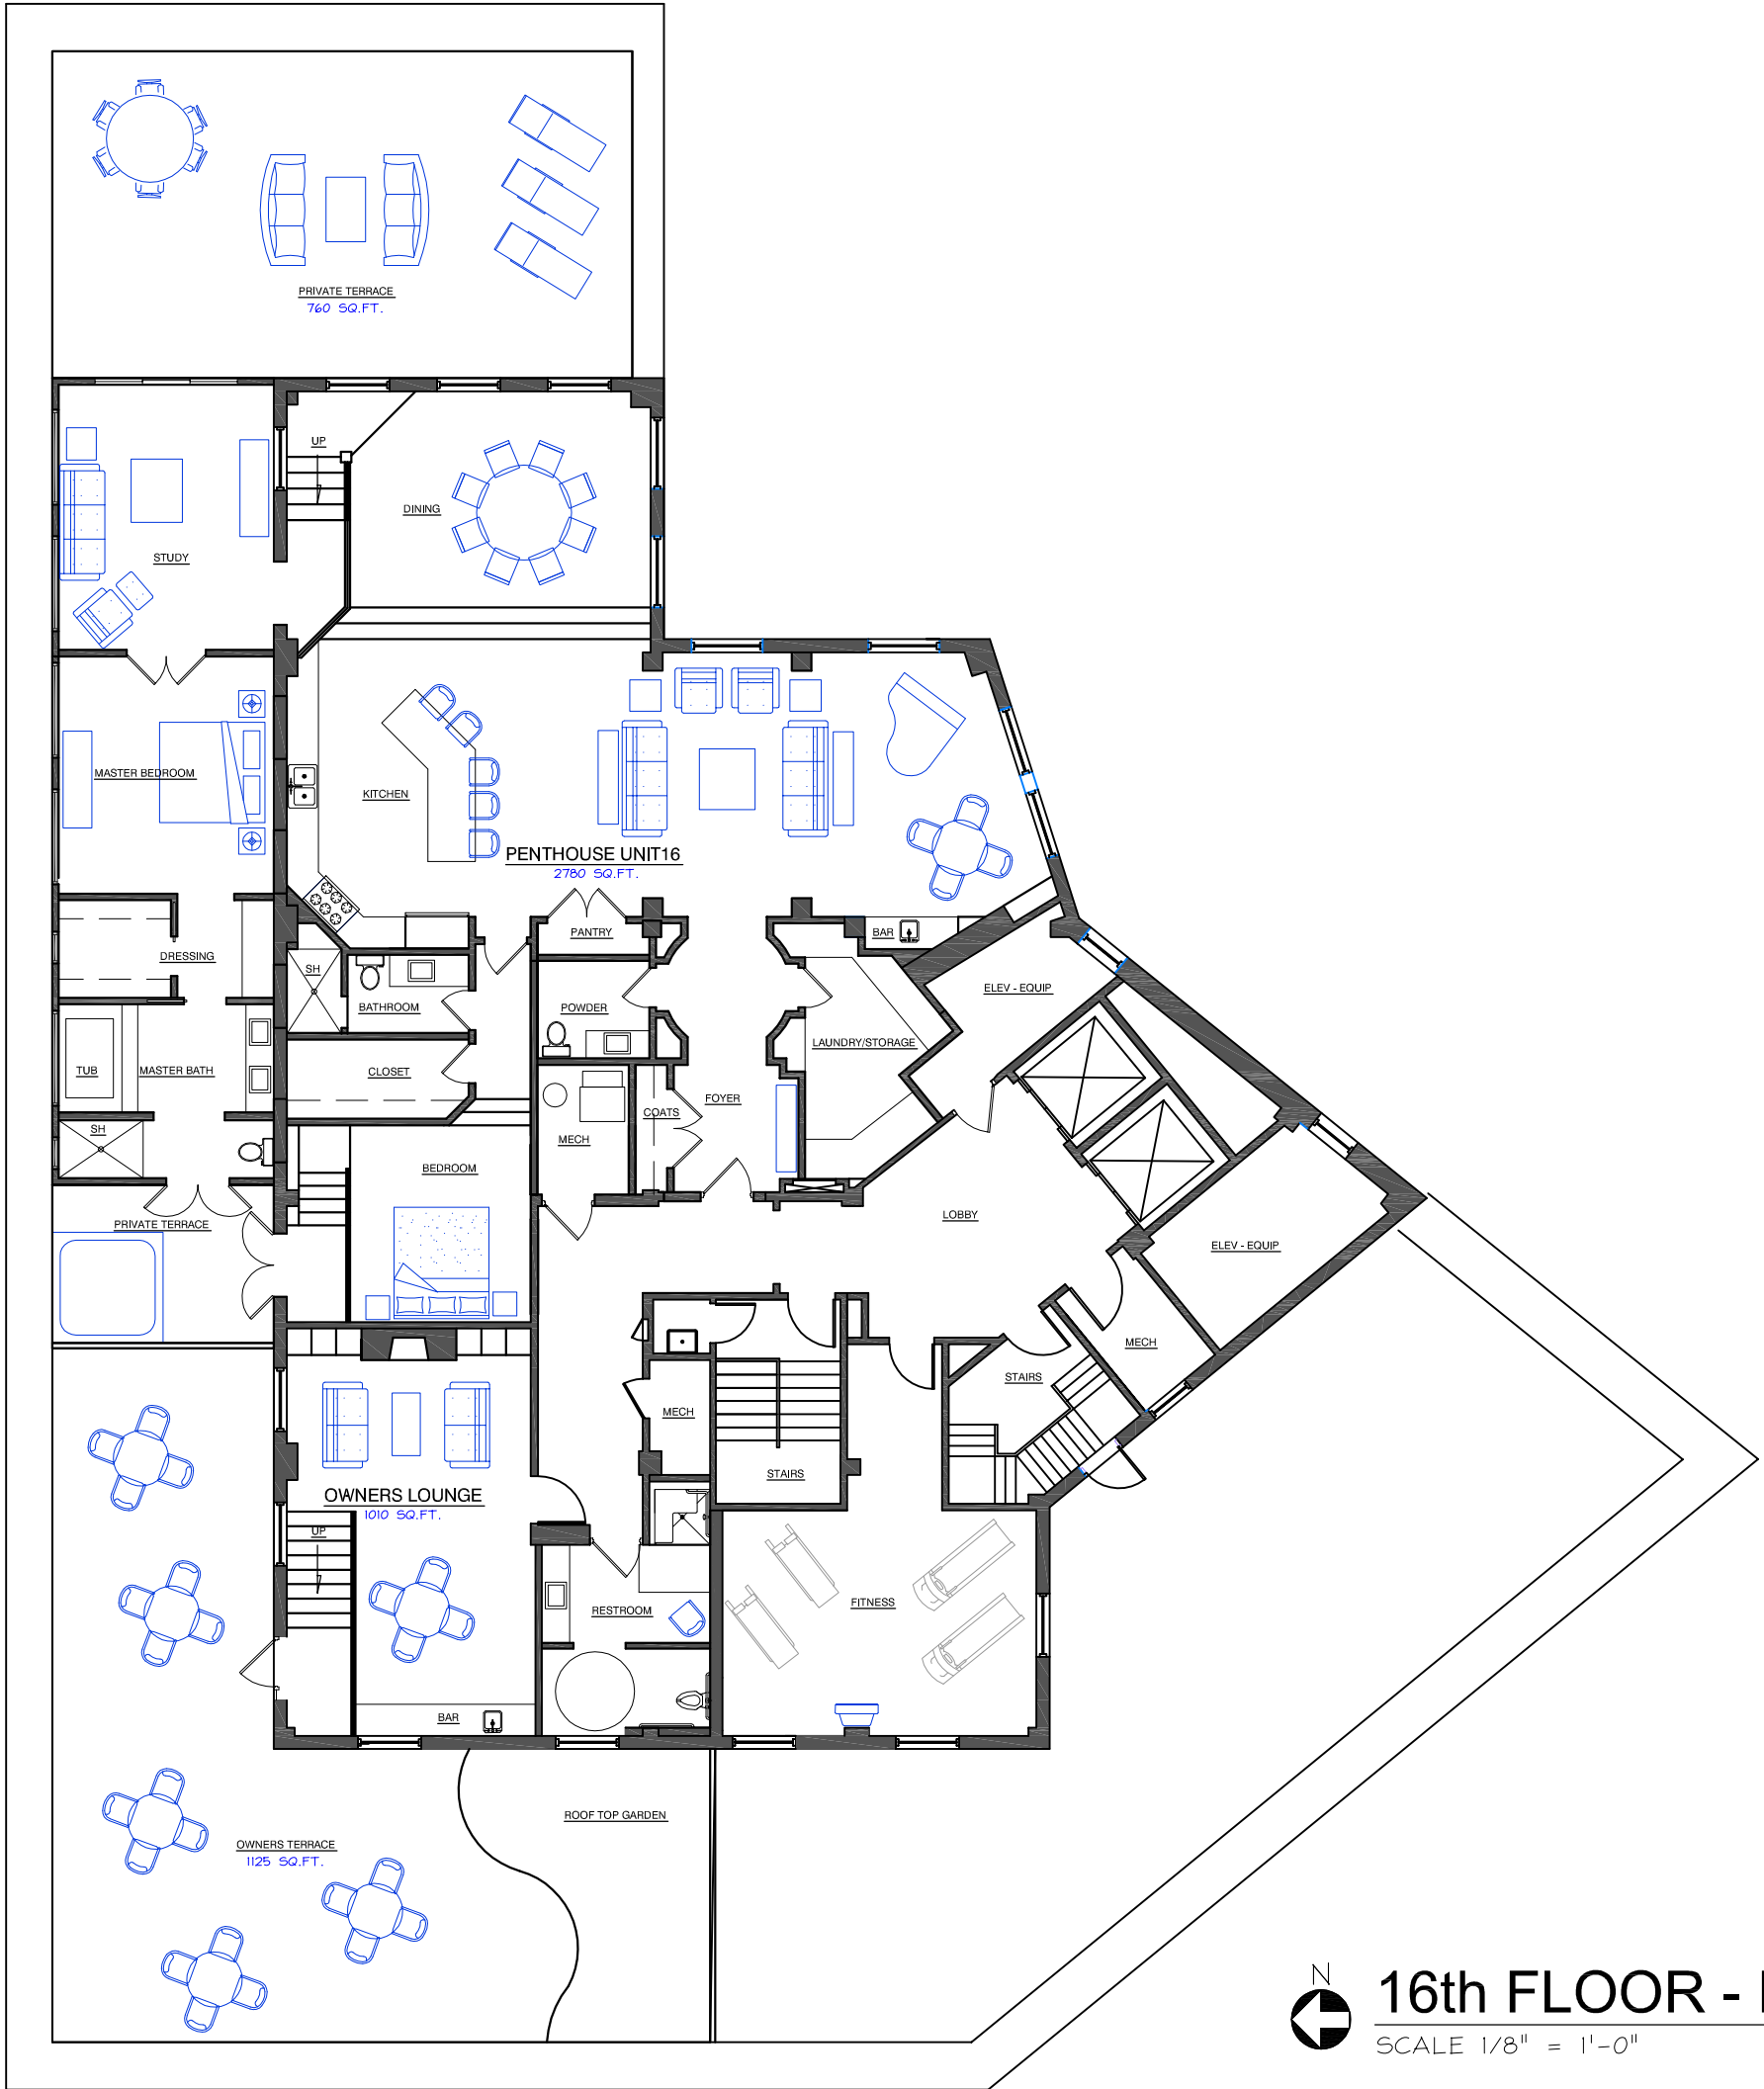 PRIVATE TERRACE
760 SQ.FT.
UP
DINING
STUDY
MASTER BEDROOM
KITCHEN
PENTHOUSE UNIT16
2780 SQ.FT.
PANTRY
BAR
DRESSING
SH
BATHROOM
POWDER
ELEV - EQUIP
LAUNDRY/STORAGE
TUB
MASTER BATH
CLOSET
FOYER
COATS
SH
MECH
BEDROOM
PRIVATE TERRACE
LOBBY
ELEV - EQUIP
MECH
STAIRS
MECH
STAIRS
OWNERS LOUNGE
1010 SQ.FT.
UP
RESTROOM
FITNESS
BAR
ROOF TOP GARDEN
OWNERS TERRACE
1125 SQ.FT.
N
16th FLOOR -
SCALE 1/8" = 1'-0"